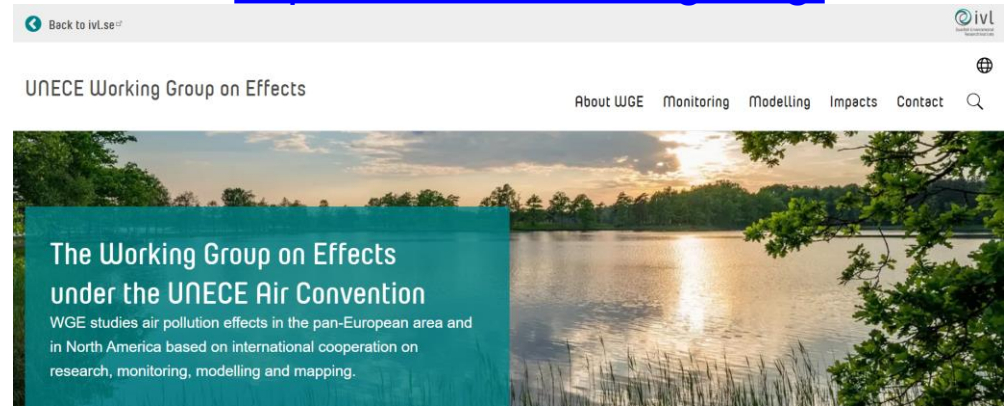 Back to ivl.se
ivl
UNECE Working Group on Effects
About WGE Monitoring Modelling Impacts Contact
The Working Group on Effects
under the UNECE Air Convention
WGE studies air pollution effects in the pan-European area and
in North America based on international cooperation on
research, monitoring, modelling and mapping.